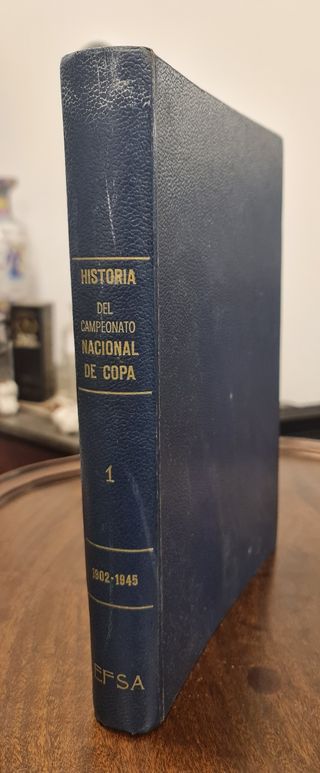 HISTORIA
DEL
CAMPEONATO
NACIONAL
DE COPA
1
1902-1945
EFSA